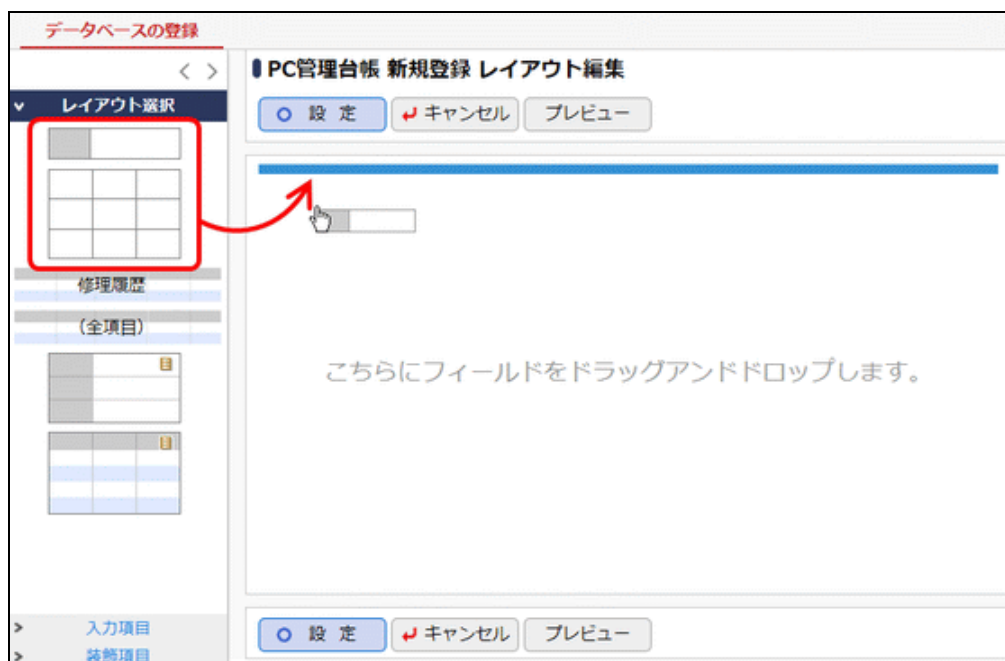 データベースの登録
レイアウト選択
修理履歴
(全項目)
入力項目
装飾項目
PC管理台帳 新規登録 レイアウト編集
設 定
キャンセル
プレビュー
こちらにフィールドをドラッグアンドドロップします。
設 定
キャンセル
プレビュー